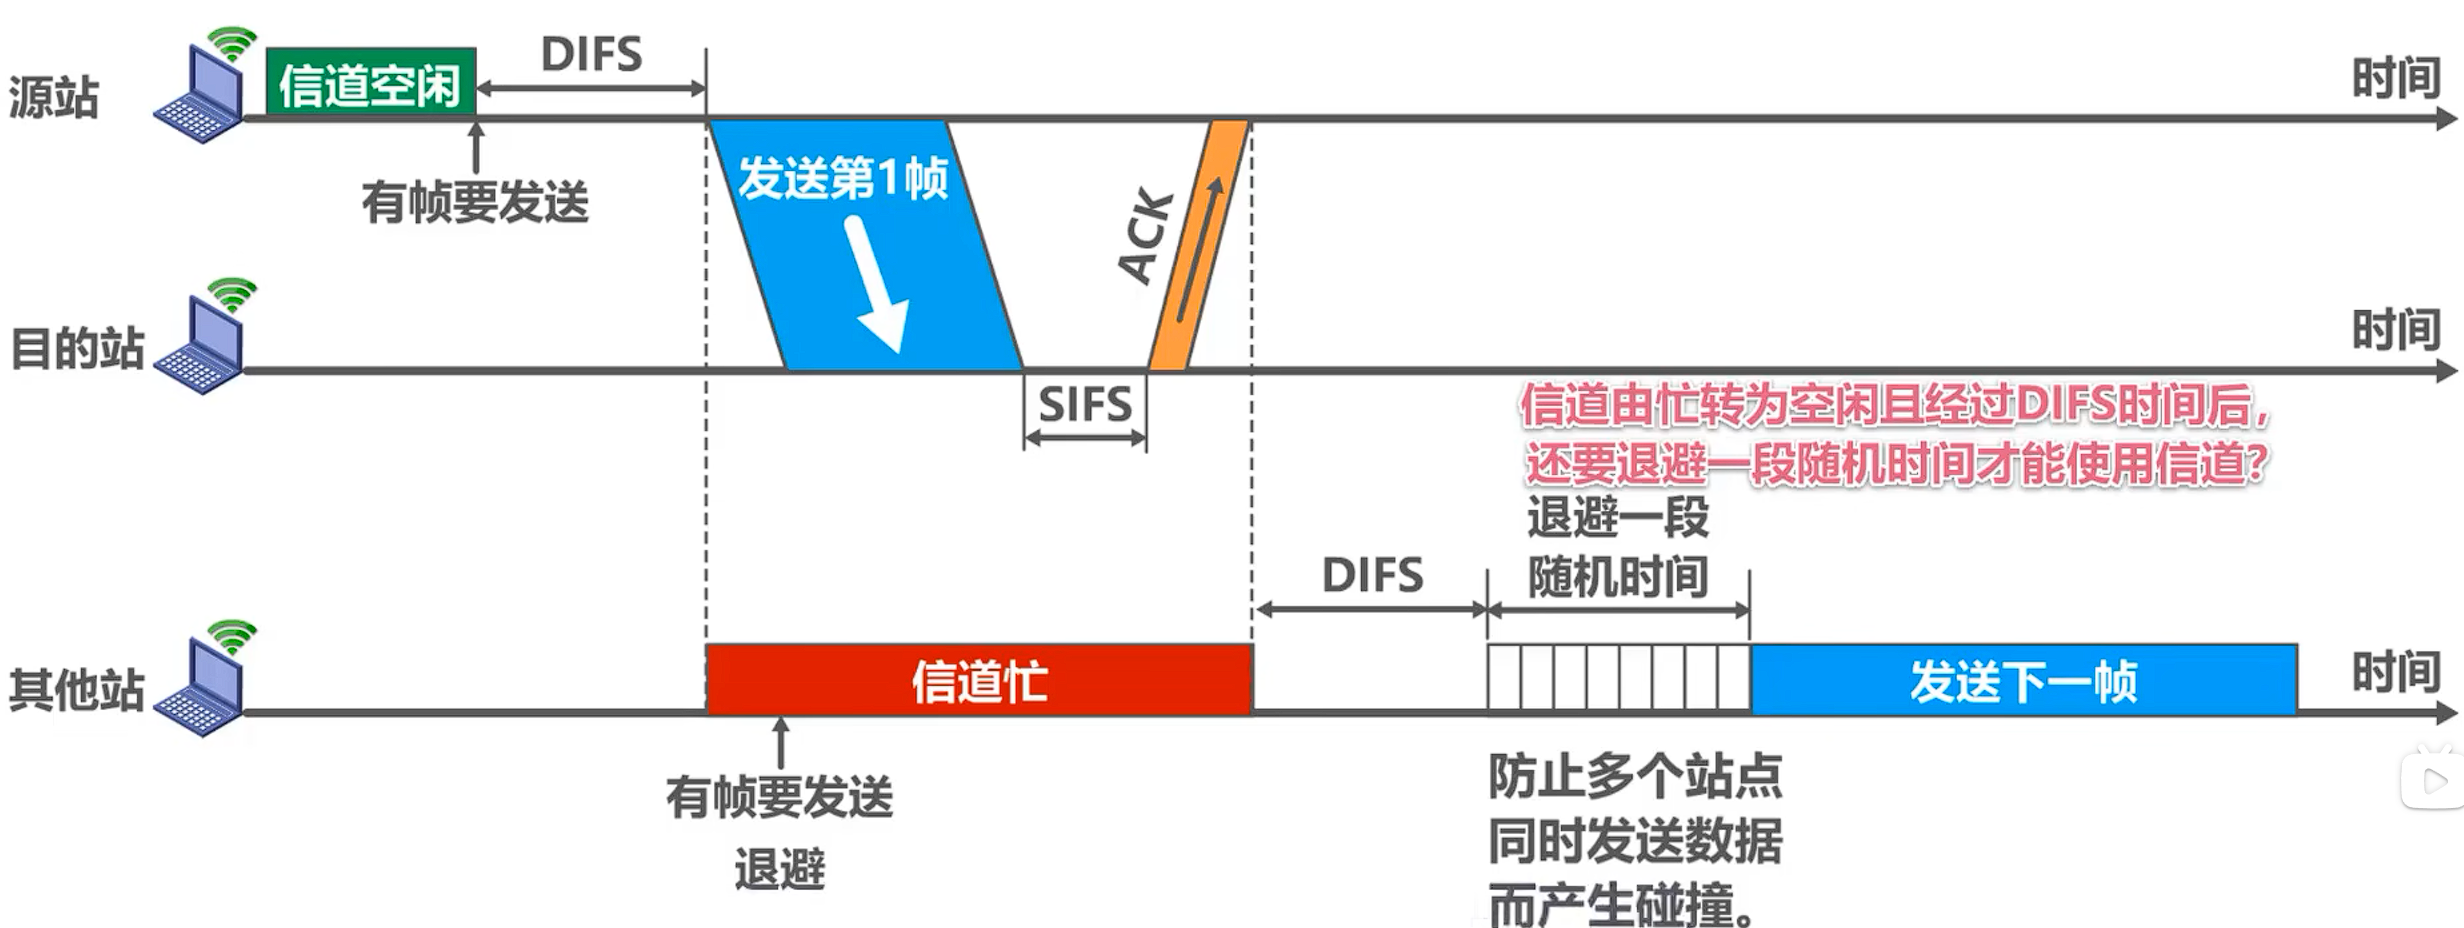 源站
信道空闲
DIFS
时间
有帧要发送
发送第1帧
ACK
目的站
时间
SIFS
信道由忙转为空闲且经过DIFS时间后，
还要退避一段随机时间才能使用信道？
退避一段
随机时间
DIFS
其他站
信道忙
发送下一帧
时间
有帧要发送
退避
防止多个站点
同时发送数据
而产生碰撞。